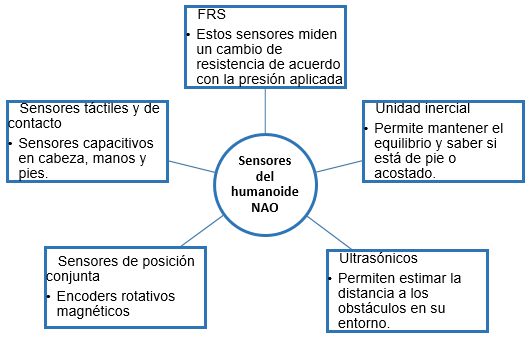 FRS
• Estos sensores miden
un cambio de
resistencia de acuerdo
con la presión aplicada
Sensores táctiles y de
contacto
• Sensores capacitivos
en cabeza, manos y
pies.
Unidad inercial
• Permite mantener el
equilibrio y saber si
está de pie o
acostado.
Sensores
del
humanoide
NAO
Sensores de posición
conjunta
• Encoders rotativos
magnéticos
Ultrasónicos
• Permiten estimar la
distancia a los
obstáculos en su
entorno.